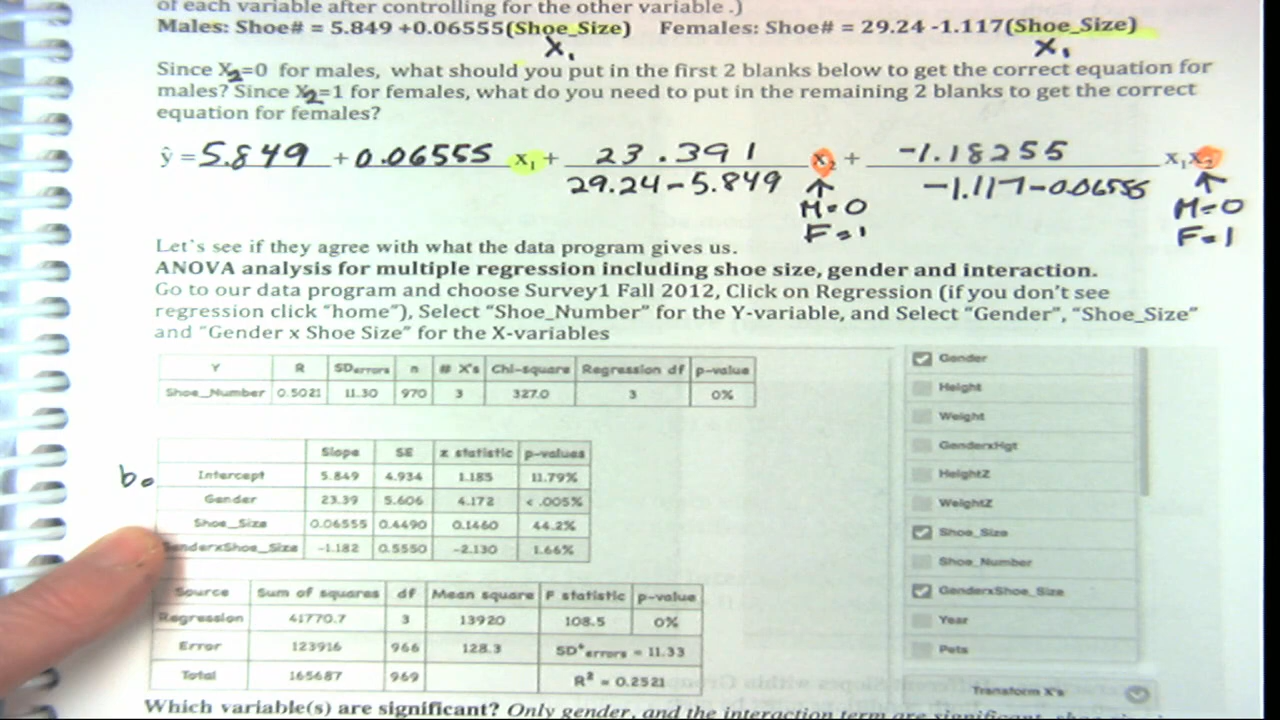 of each variable after controlling for the other variable.)
Males: Shoe# = 5.849 +0.06555(Shoe_Size) Females: Shoe# = 29.24 -1.117(Shoe_Size)
X₁ X₁
Since X2=0 for males, what should you put in the first 2 blanks below to get the correct equation for
males? Since X2=1 for females, what do you need to put in the remaining 2 blanks to get the correct
equation for females?
ŷ = 5.849 + 0.06555 x₁ + 23.391 x₂ + -1.18255 x₁x₂
29.24-5.849 ↑ -1.117-0.06555 ↑
M=0 M=0
F=1 F=1
Let's see if they agree with what the data program gives us.
ANOVA analysis for multiple regression including shoe size, gender and interaction.
Go to our data program and choose Survey1 Fall 2012, Click on Regression (if you don't see
regression click "home"), Select "Shoe_Number" for the Y-variable, and Select "Gender", "Shoe_Size"
and "Gender x Shoe Size" for the X-variables
Y R SDerrors n # X's Chi-square Regression df p-value
Shoe_Number 0.5021 11.30 970 3 327.0 3 0%
Slope SE z statistic p-values
b₀ Intercept 5.849 4.934 1.185 11.79%
Gender 23.39 5.606 4.172 < .005%
Shoe_Size 0.06555 0.4490 0.1460 44.2%
GenderxShoe_Size -1.182 0.5550 -2.130 1.66%
Source Sum of squares df Mean square F statistic p-value
Regression 41770.7 3 13920 108.5 0%
Error 123916 966 128.3 SD⁺errors = 11.33
Total 165687 969 R² = 0.2521
Gender
Height
Weight
GenderxHgt
HeightZ
WeightZ
Shoe_Size
Shoe_Number
GenderxShoe_Size
Year
Pets
Transform X's
Which variable(s) are significant? Only gender, and the interaction term are significant, shoe